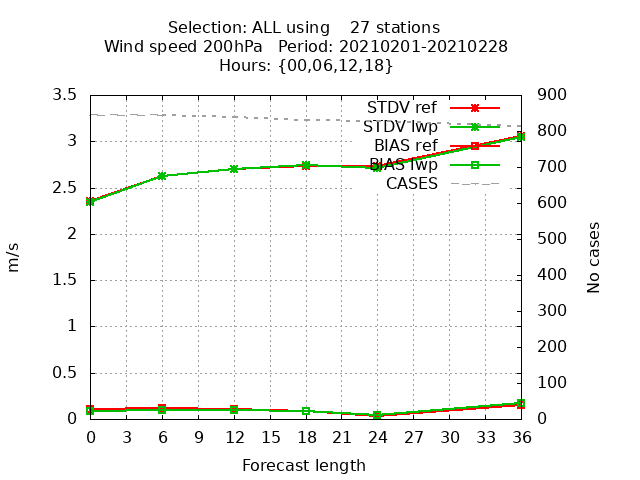 Selection: ALL using    27 stations
Wind speed 200hPa   Period: 20210201-20210228
Hours: {00,06,12,18}
3.5
3
2.5
2
1.5
1
0.5
0
m/s
STDV ref
STDV lwp
BIAS ref
BIAS lwp
CASES
900
800
700
600
500
400
300
200
100
0
No cases
0 3 6 9 12 15 18 21 24 27 30 33 36
Forecast length